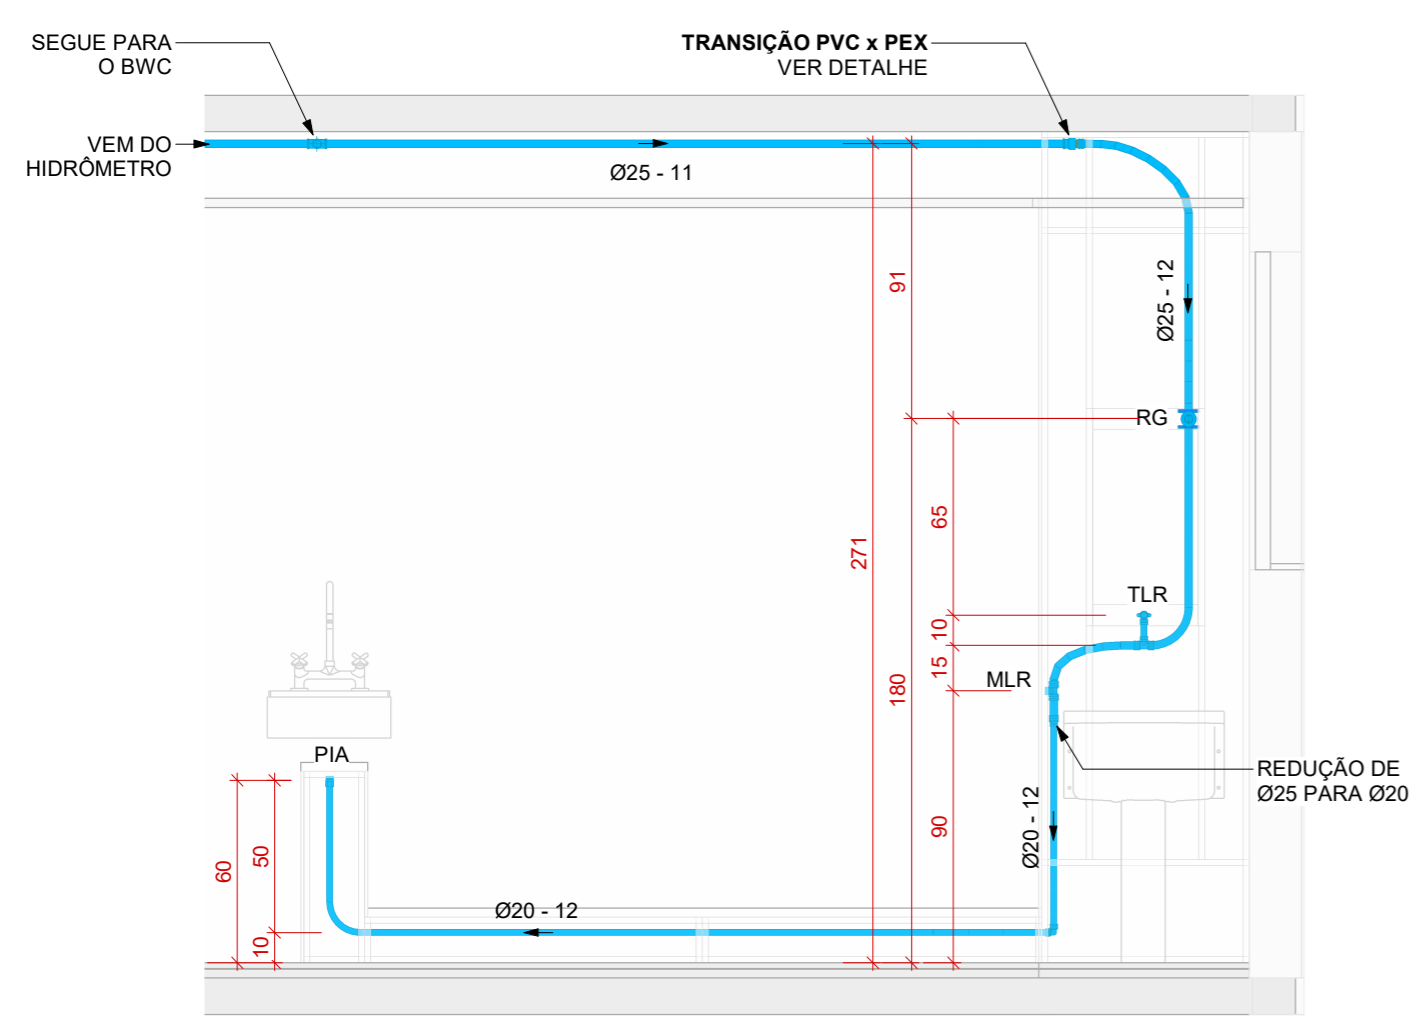 SEGUE PARA
O BWC
TRANSIÇÃO PVC x PEX
VER DETALHE
VEM DO
HIDRÔMETRO
Ø25 - 11
91
Ø25 - 12
RG
65
271
TLR
10
15
MLR
180
PIA
REDUÇÃO DE
Ø25 PARA Ø20
Ø20 - 12
90
50
60
Ø20 - 12
10